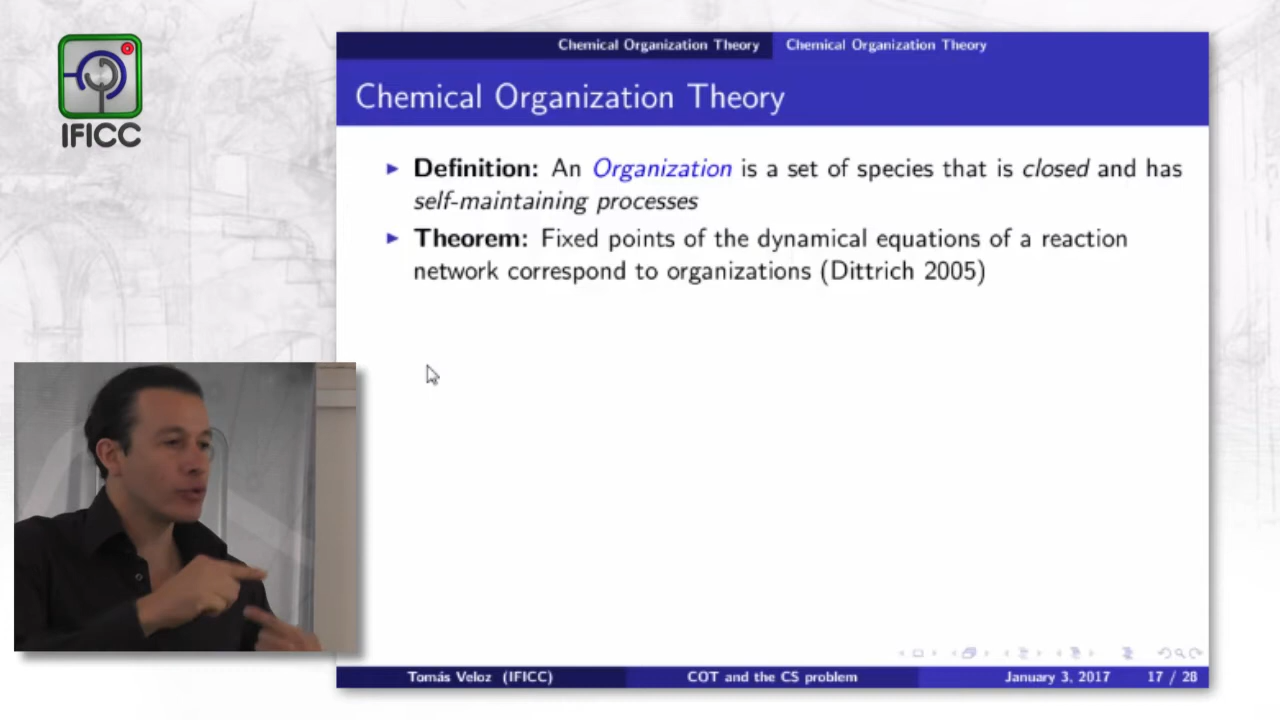 IFICC
Chemical Organization Theory Chemical Organization Theory
Chemical Organization Theory
Definition: An Organization is a set of species that is closed and has
self-maintaining processes
Theorem: Fixed points of the dynamical equations of a reaction
network correspond to organizations (Dittrich 2005)
Tomás Veloz (IFICC) COT and the CS problem January 3, 2017 17 / 28